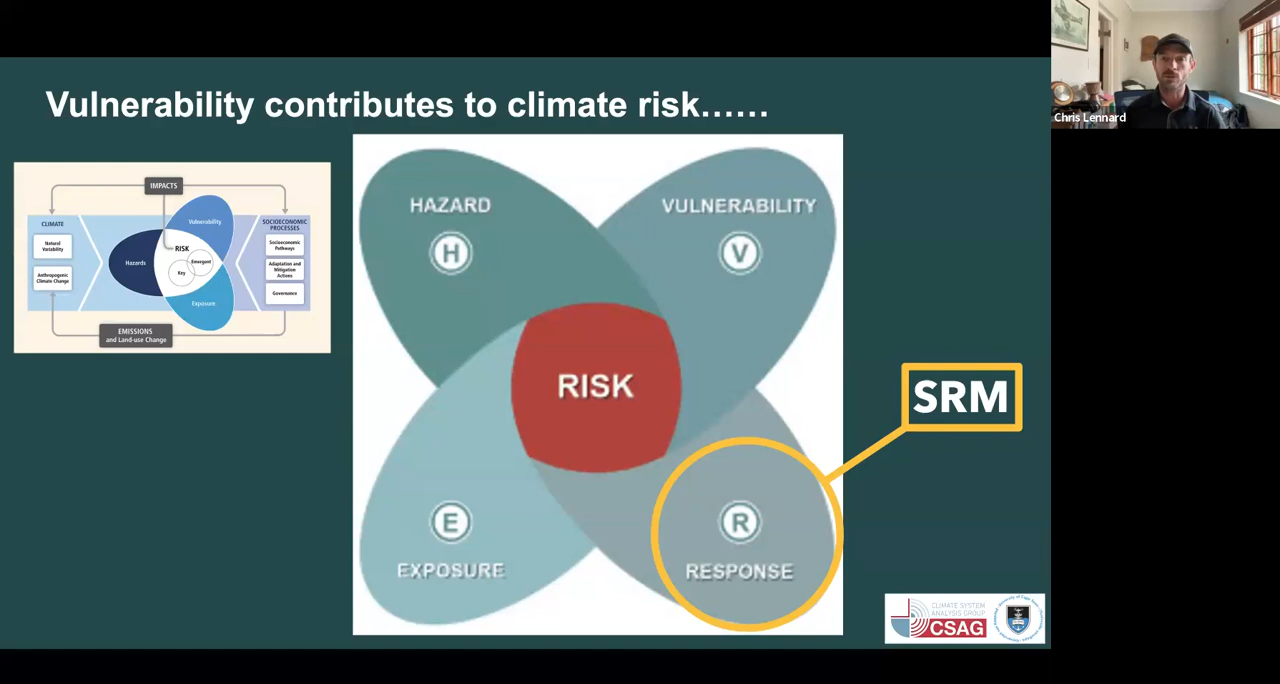 Vulnerability contributes to climate risk......
Chris Lennard
IMPACTS
CLIMATE
Natural
Variability
Anthropogenic
Climate Change
Vulnerability
Hazards
RISK
Key
Emergent
Exposure
SOCIOECONOMIC
PROCESSES
Socioeconomic
Pathways
Adaptation and
Mitigation
Actions
Governance
EMISSIONS
and Land-use Change
HAZARD
H
VULNERABILITY
V
RISK
E
EXPOSURE
R
RESPONSE
SRM
CLIMATE SYSTEM
ANALYSIS GROUP
CSAG